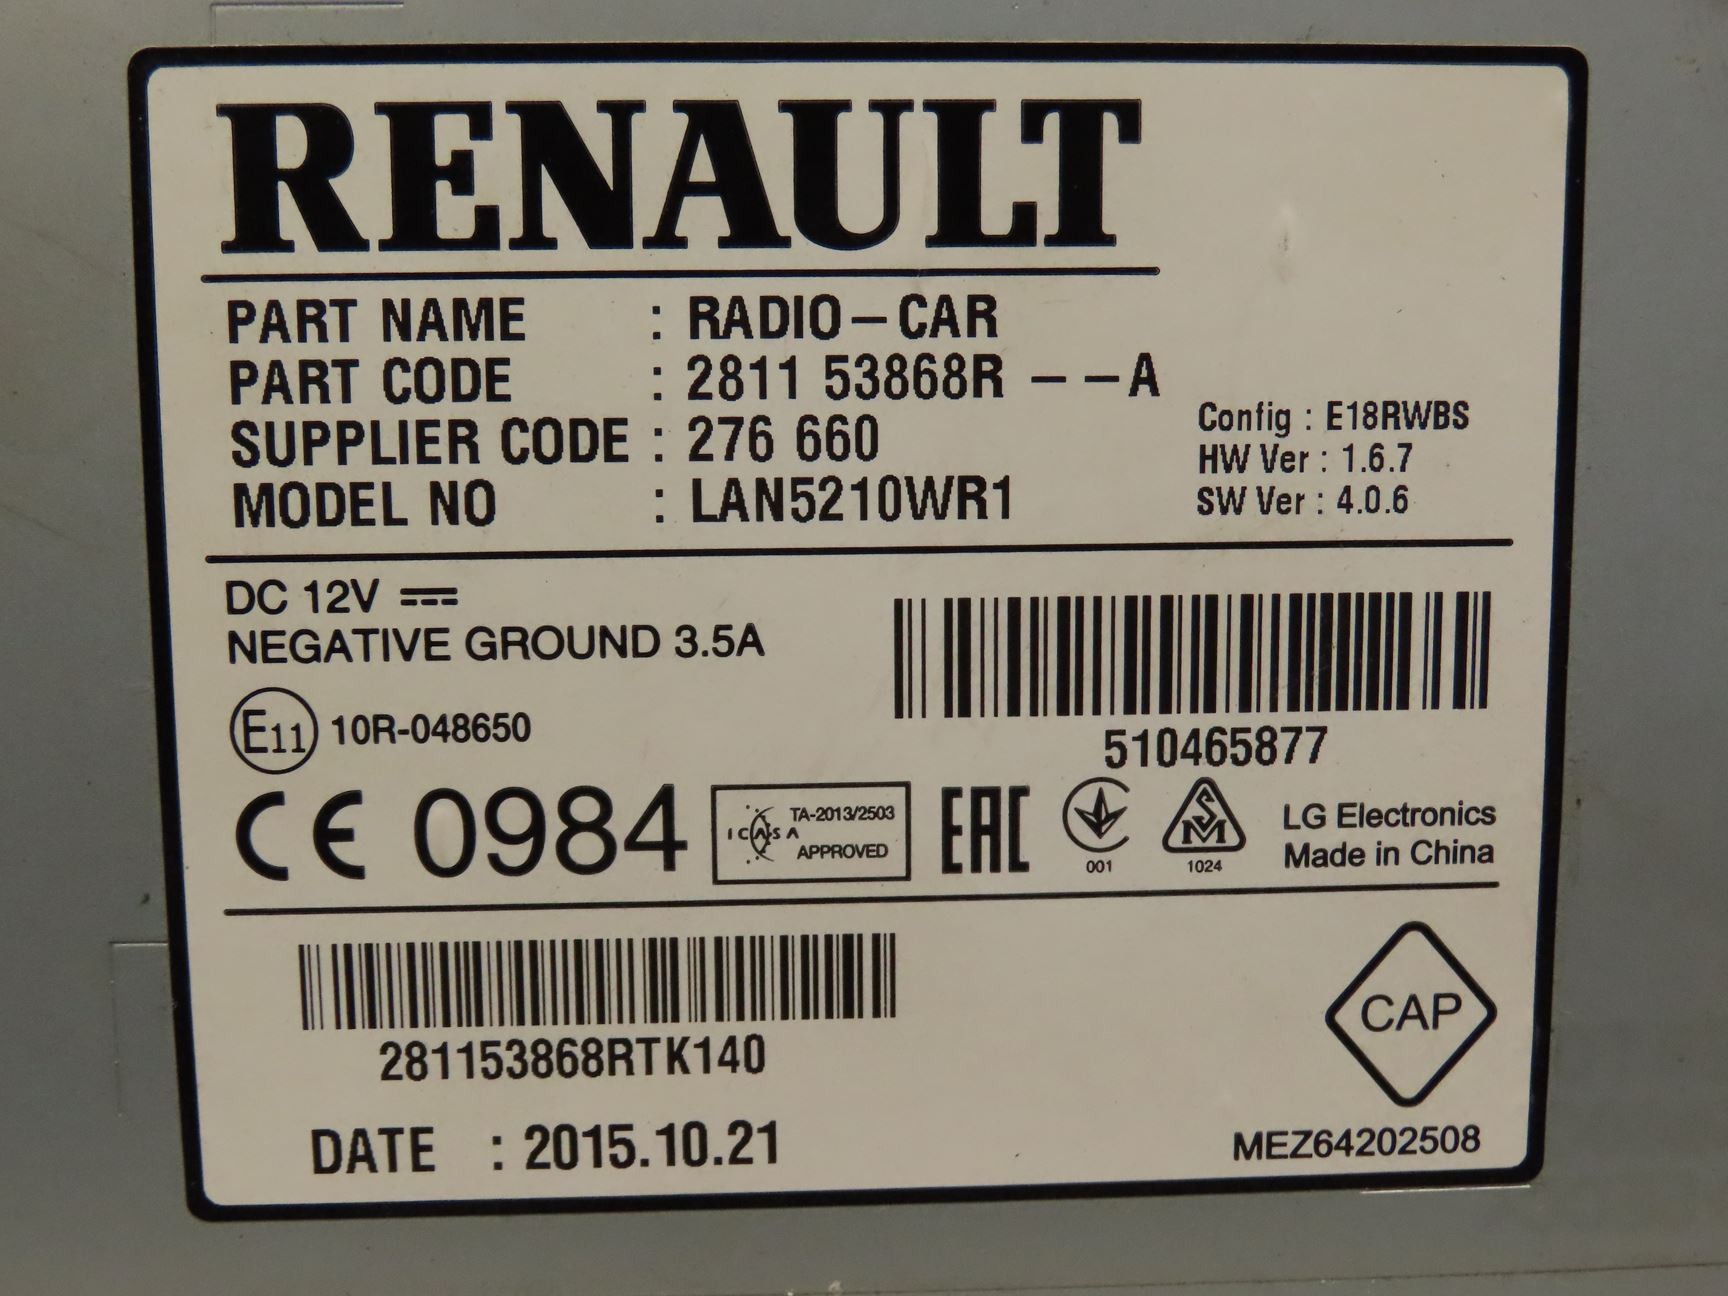 RENAULT
PART NAME : RADIO-CAR
PART CODE : 2811 53868R - - A
SUPPLIER CODE : 276 660
MODEL NO : LAN5210WR1
Config : E18RWBS
HW Ver : 1.6.7
SW Ver : 4.0.6
DC 12V
NEGATIVE GROUND 3.5A
E11 10R-048650
510465877
CE 0984
ICASA
TA-2013/2503
APPROVED
EAC
001
SM
1024
LG Electronics
Made in China
281153868RTK140
DATE : 2015.10.21
CAP
MEZ64202508